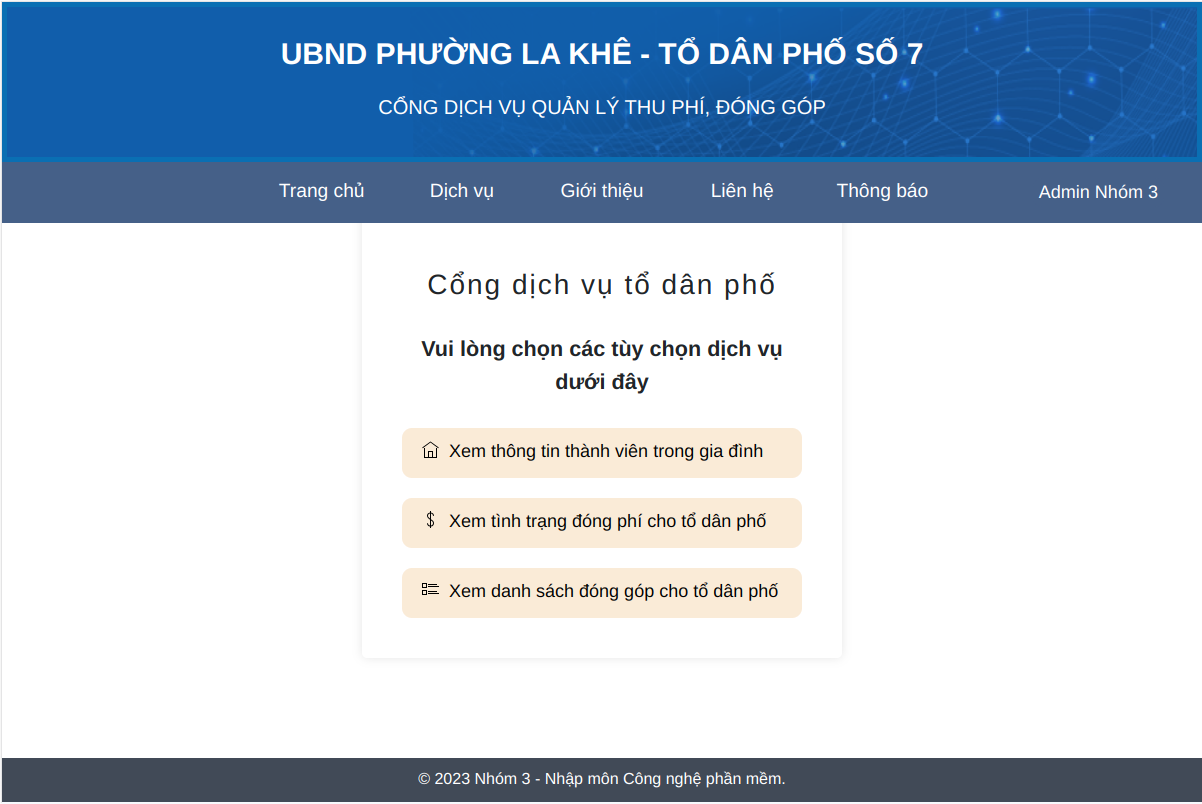 UBND PHƯỜNG LA KHÊ - TỔ DÂN PHỐ SỐ 7
CỔNG DỊCH VỤ QUẢN LÝ THU PHÍ, ĐÓNG GÓP
Trang chủ Dịch vụ Giới thiệu Liên hệ Thông báo Admin Nhóm 3
Cổng dịch vụ tổ dân phố
Vui lòng chọn các tùy chọn dịch vụ
dưới đây
Xem thông tin thành viên trong gia đình
Xem tình trạng đóng phí cho tổ dân phố
Xem danh sách đóng góp cho tổ dân phố
© 2023 Nhóm 3 - Nhập môn Công nghệ phần mềm.